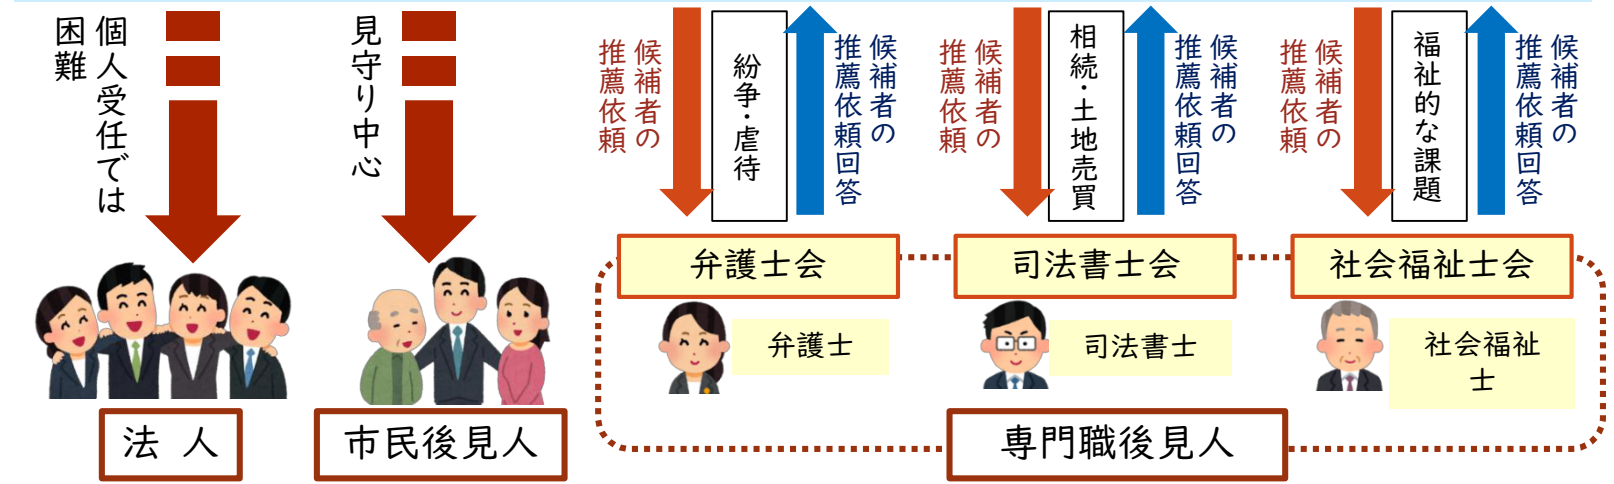 個人受任では
困難
見守り中心
候補者の
推薦依頼
紛争・虐待
候補者の
推薦依頼回答
候補者の
推薦依頼
相続・土地売買
候補者の
推薦依頼回答
候補者の
推薦依頼
福祉的な課題
候補者の
推薦依頼回答
弁護士会
司法書士会
社会福祉士会
弁護士
司法書士
社会福祉
士
法 人
市民後見人
専門職後見人